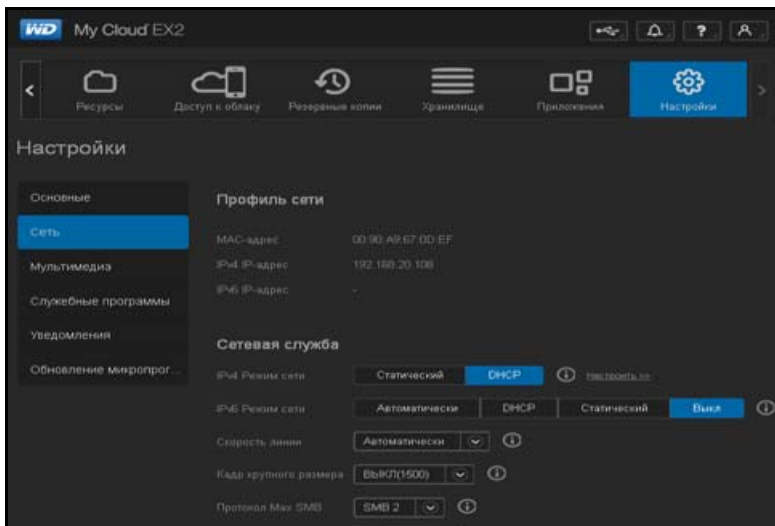 WD My Cloud EX2
?
Ресурсы Доступ к облаку Резервные копии Хранилище Приложения Настройки
Настройки
Основные
Сеть
Мультимедиа
Служебные программы
Уведомления
Обновление микропрог...
Профиль сети
MAC-адрес 00:90:A9:67:0D:EF
IPv4 IP-адрес 192.160.20.108
IPv6 IP-адрес -
Сетевая служба
IPv4 Режим сети Статический DHCP Настроить >>
IPv6 Режим сети Автоматически DHCP Статический Выкл
Скорость линии Автоматически
Кадр крупного размера ВЫКЛ(1500)
Протокол Max SMB SMB 2